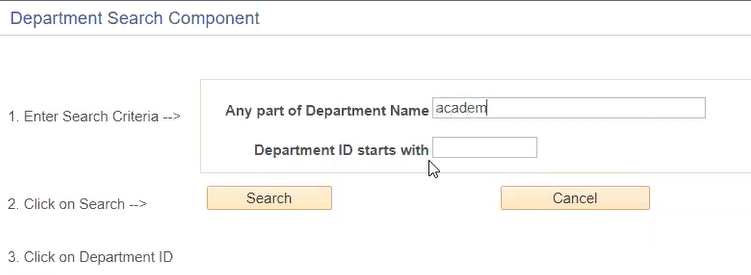 Department Search Component
1. Enter Search Criteria -->
Any part of Department Name academ
Department ID starts with
2. Click on Search -->
Search
Cancel
3. Click on Department ID